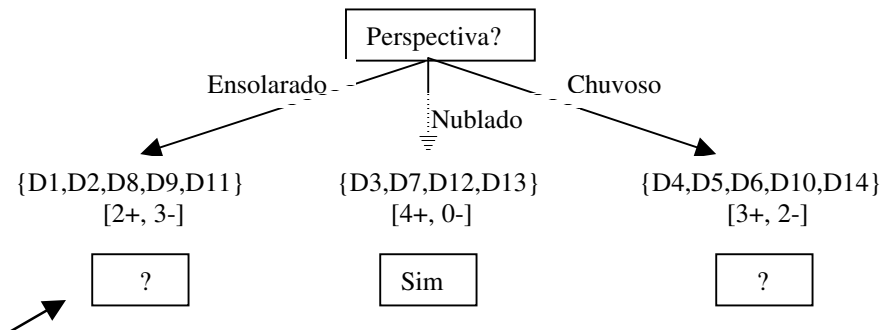 Perspectiva?
Ensolarado Chuvoso
Nublado
{D1,D2,D8,D9,D11} {D3,D7,D12,D13} {D4,D5,D6,D10,D14}
[2+, 3-] [4+, 0-] [3+, 2-]
? Sim ?